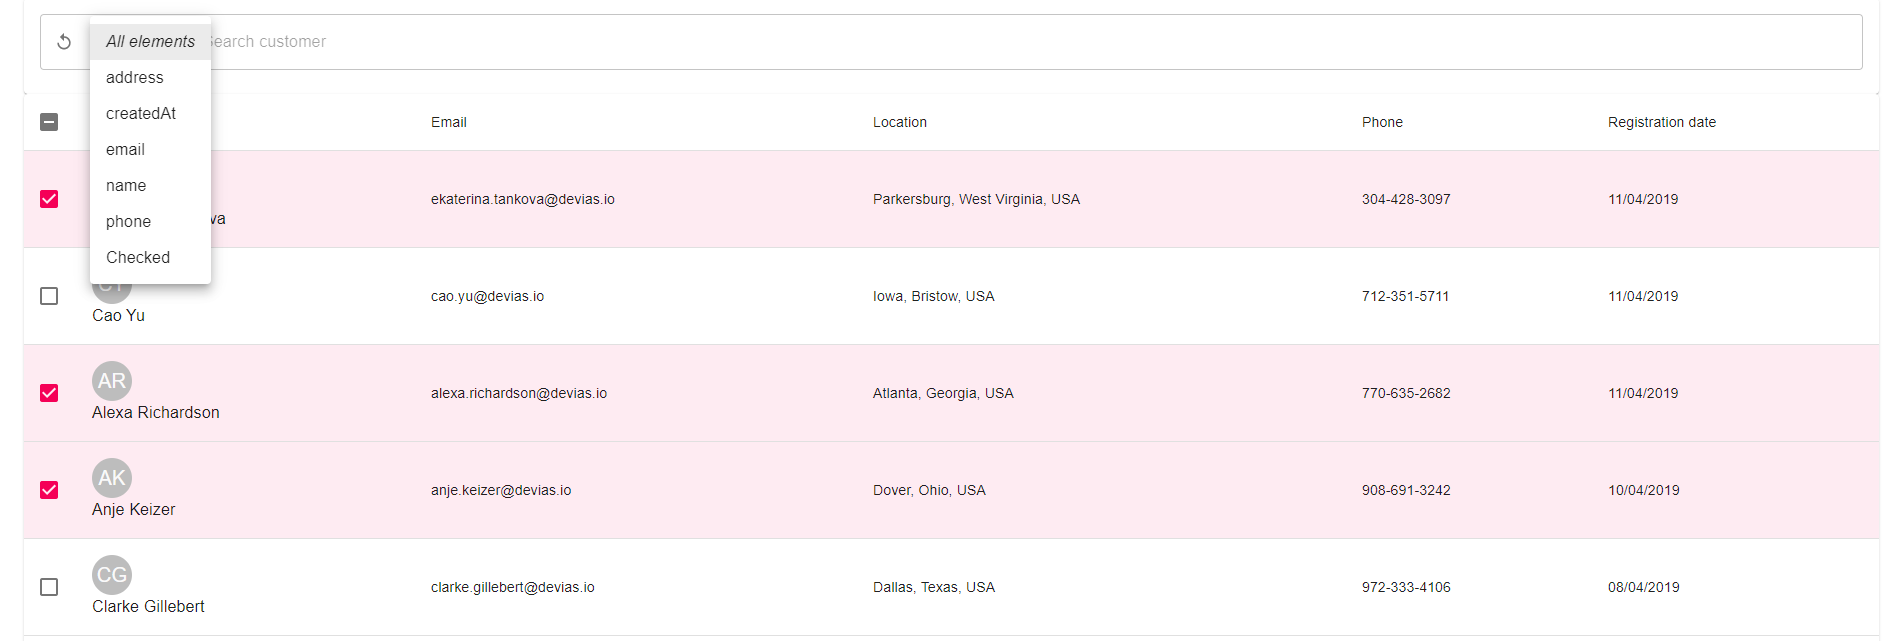 All elements
Search customer
address
createdAt
email
name
phone
Checked
Email Location Phone Registration date
va ekaterina.tankova@devias.io Parkersburg, West Virginia, USA 304-428-3097 11/04/2019
cao.yu@devias.io Iowa, Bristow, USA 712-351-5711 11/04/2019
Cao Yu
AR
Alexa Richardson alexa.richardson@devias.io Atlanta, Georgia, USA 770-635-2682 11/04/2019
AK
Anje Keizer anje.keizer@devias.io Dover, Ohio, USA 908-691-3242 10/04/2019
CG
Clarke Gillebert clarke.gillebert@devias.io Dallas, Texas, USA 972-333-4106 08/04/2019